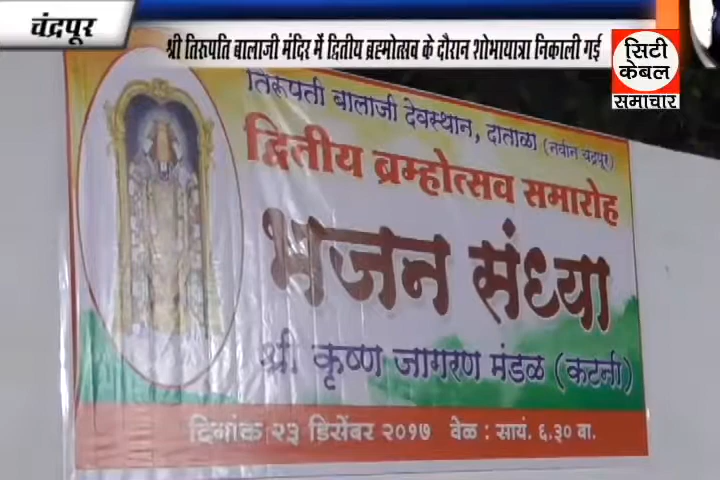 चंद्रपूर
श्री तिरुपति बालाजी मंदिर में द्वितीय ब्रह्मोत्सव के दौरान शोभायात्रा निकाली गई
सिटी
केबल
समाचार
तिरूपती बालाजी देवस्थान, दाताळा (नवीन चंद्रपूर)
द्वितीय ब्रम्होत्सव समारोह
भजन संध्या
श्री कृष्ण जागरण मंडळ (कटनी)
दिनांक २३ डिसेंबर २०१७ वेळ : सायं. ६.३० वा.